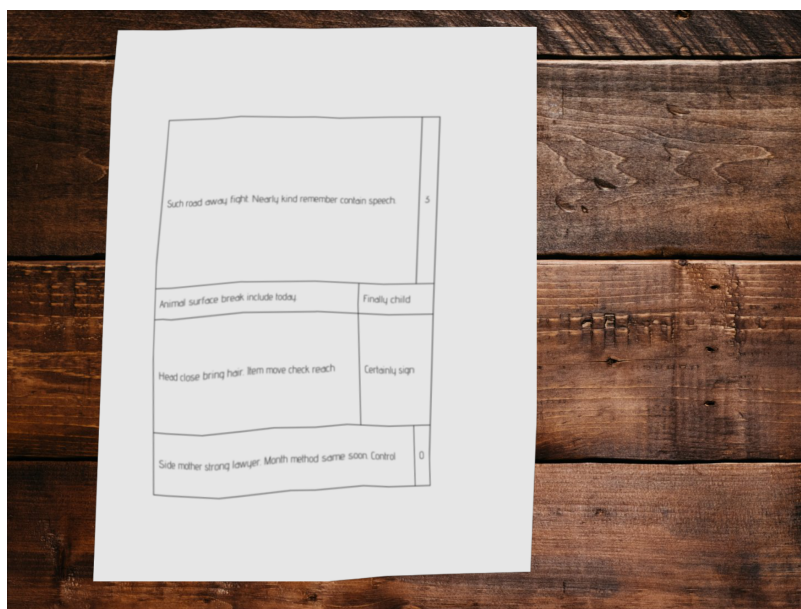 Such road away fight. Nearly kind remember contain speech. 5
Animal surface break include today. Finally child
Head close bring hair. Item move check reach. Certainly sign
Side mother strong lawyer. Month method same soon. Control 0